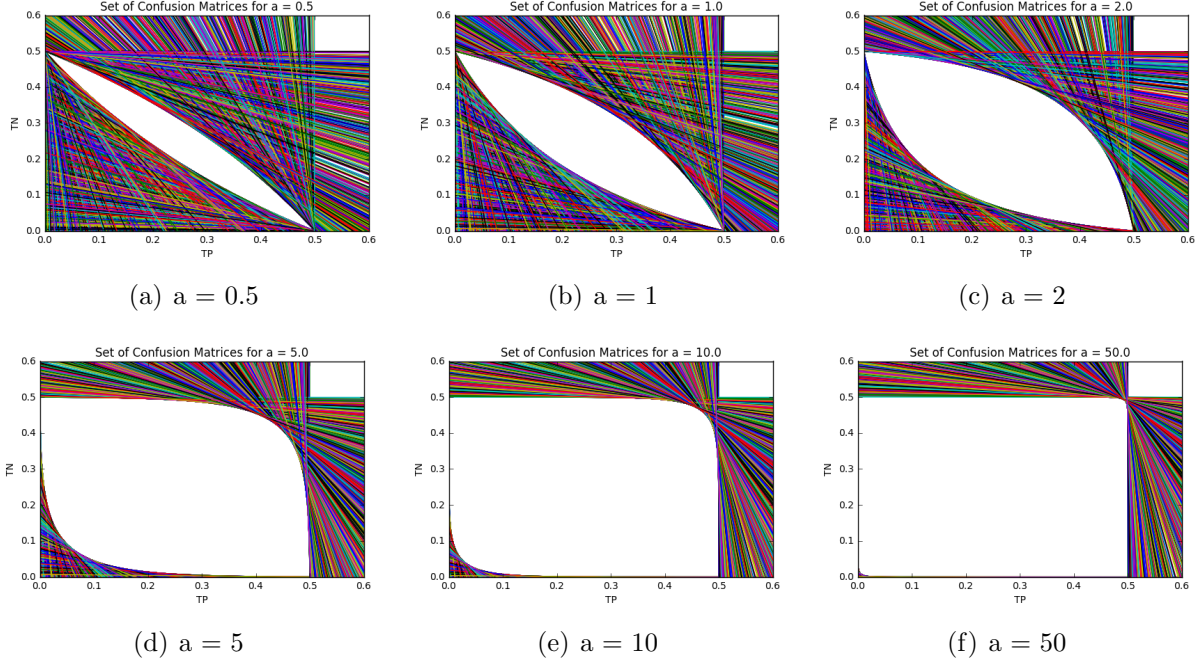 Set of Confusion Matrices for a = 0.5
Set of Confusion Matrices for a = 1.0
Set of Confusion Matrices for a = 2.0
0.6
0.5
0.4
0.3
0.2
0.1
0.0
TN
0.0 0.1 0.2 0.3 0.4 0.5 0.6
TP
0.6
0.5
0.4
0.3
0.2
0.1
0.0
TN
0.0 0.1 0.2 0.3 0.4 0.5 0.6
TP
0.6
0.5
0.4
0.3
0.2
0.1
0.0
TN
0.0 0.1 0.2 0.3 0.4 0.5 0.6
TP
(a) a = 0.5
(b) a = 1
(c) a = 2
Set of Confusion Matrices for a = 5.0
Set of Confusion Matrices for a = 10.0
Set of Confusion Matrices for a = 50.0
0.6
0.5
0.4
0.3
0.2
0.1
0.0
TN
0.0 0.1 0.2 0.3 0.4 0.5 0.6
TP
0.6
0.5
0.4
0.3
0.2
0.1
0.0
TN
0.0 0.1 0.2 0.3 0.4 0.5 0.6
TP
0.6
0.5
0.4
0.3
0.2
0.1
0.0
TN
0.0 0.1 0.2 0.3 0.4 0.5 0.6
TP
(d) a = 5
(e) a = 10
(f) a = 50